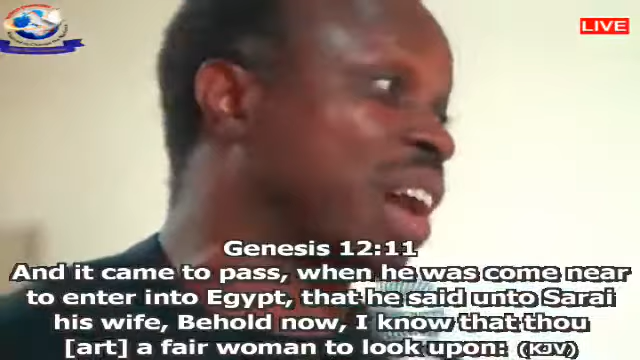 LIVE
Genesis 12:11
And it came to pass, when he was come near
to enter into Egypt, that he said unto Sarai
his wife, Behold now, I know that thou
[art] a fair woman to look upon: (KJV)